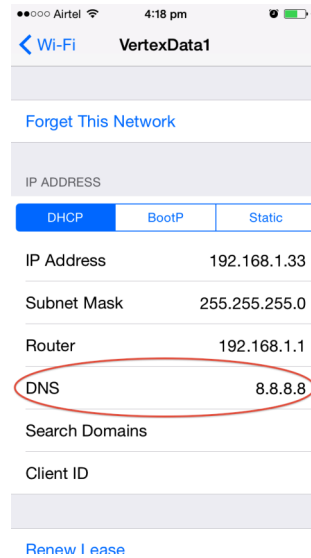 Airtel 4:18 pm
Wi-Fi VertexData1
Forget This Network
IP ADDRESS
DHCP BootP Static
IP Address 192.168.1.33
Subnet Mask 255.255.255.0
Router 192.168.1.1
DNS 8.8.8.8
Search Domains
Client ID
Renew Lease